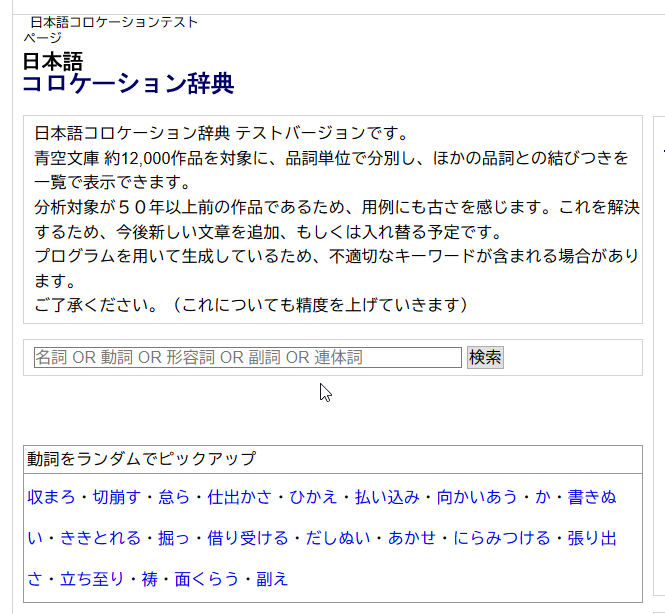 日本語コロケーションテスト
ページ
日本語
コロケーション辞典
日本語コロケーション辞典 テストバージョンです。
青空文庫 約12,000作品を対象に、品詞単位で分別し、ほかの品詞との結びつきを
一覧で表示できます。
分析対象が５０年以上前の作品であるため、用例にも古さを感じます。これを解決
するため、今後新しい文章を追加、もしくは入れ替る予定です。
プログラムを用いて生成しているため、不適切なキーワードが含まれる場合があり
ます。
ご了承ください。（これについても精度を上げていきます）
名詞 OR 動詞 OR 形容詞 OR 副詞 OR 連体詞 検索
動詞をランダムでピックアップ
収まろ・切崩す・怠ら・仕出かさ・ひかえ・払い込み・向かいあう・か・書きぬ
い・ききとれる・掘っ・借り受ける・だしぬい・あかせ・にらみつける・張り出
さ・立ち至り・祷・面くらう・副え